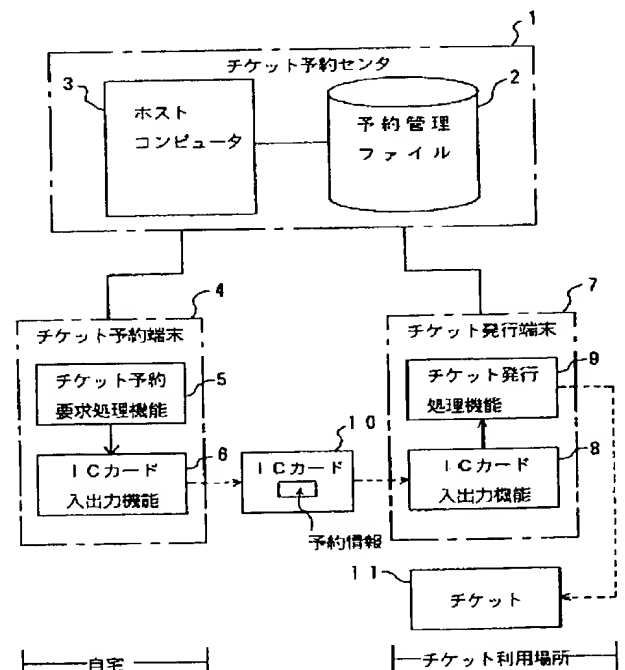 1
チケット予約センタ
3
ホスト
コンピュータ
2
予約管理
ファイル
4
チケット予約端末
5
チケット予約
要求処理機能
6
ICカード
入出力機能
10
ICカード
予約情報
7
チケット発行端末
9
チケット発行
処理機能
8
ICカード
入出力機能
11
チケット
自宅
チケット利用場所